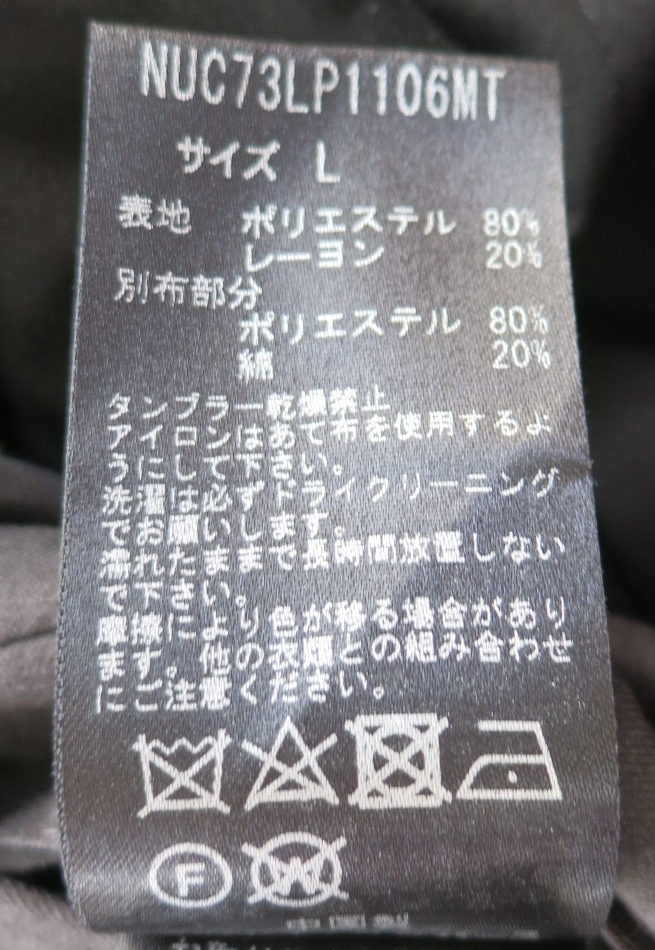 NUC73LP1106MT
サイズ L
表地 ポリエステル 80%
レーヨン 20%
別布部分
ポリエステル 80%
綿 20%
タンブラー乾燥禁止
アイロンはあて布を使用するよ
うにして下さい。
洗濯は必ずドライクリーニング
でお願いします。
濡れたままで長時間放置しない
で下さい。
摩擦により色が移る場合があり
ます。他の衣類との組み合わせ
にご注意ください。
F W